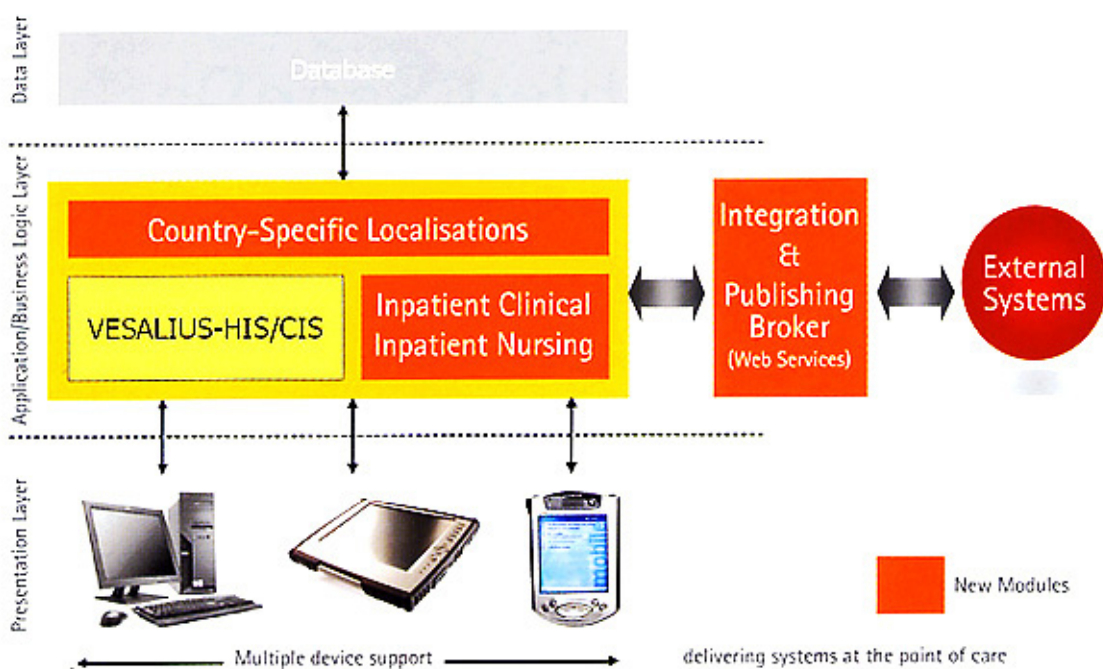 Data Layer
Database
Application/Business Logic Layer
Country-Specific Localisations
VESALIUS-HIS/CIS
Inpatient Clinical
Inpatient Nursing
Integration
&
Publishing
Broker
(Web Services)
External
Systems
Presentation Layer
New Modules
Multiple device support
delivering systems at the point of care